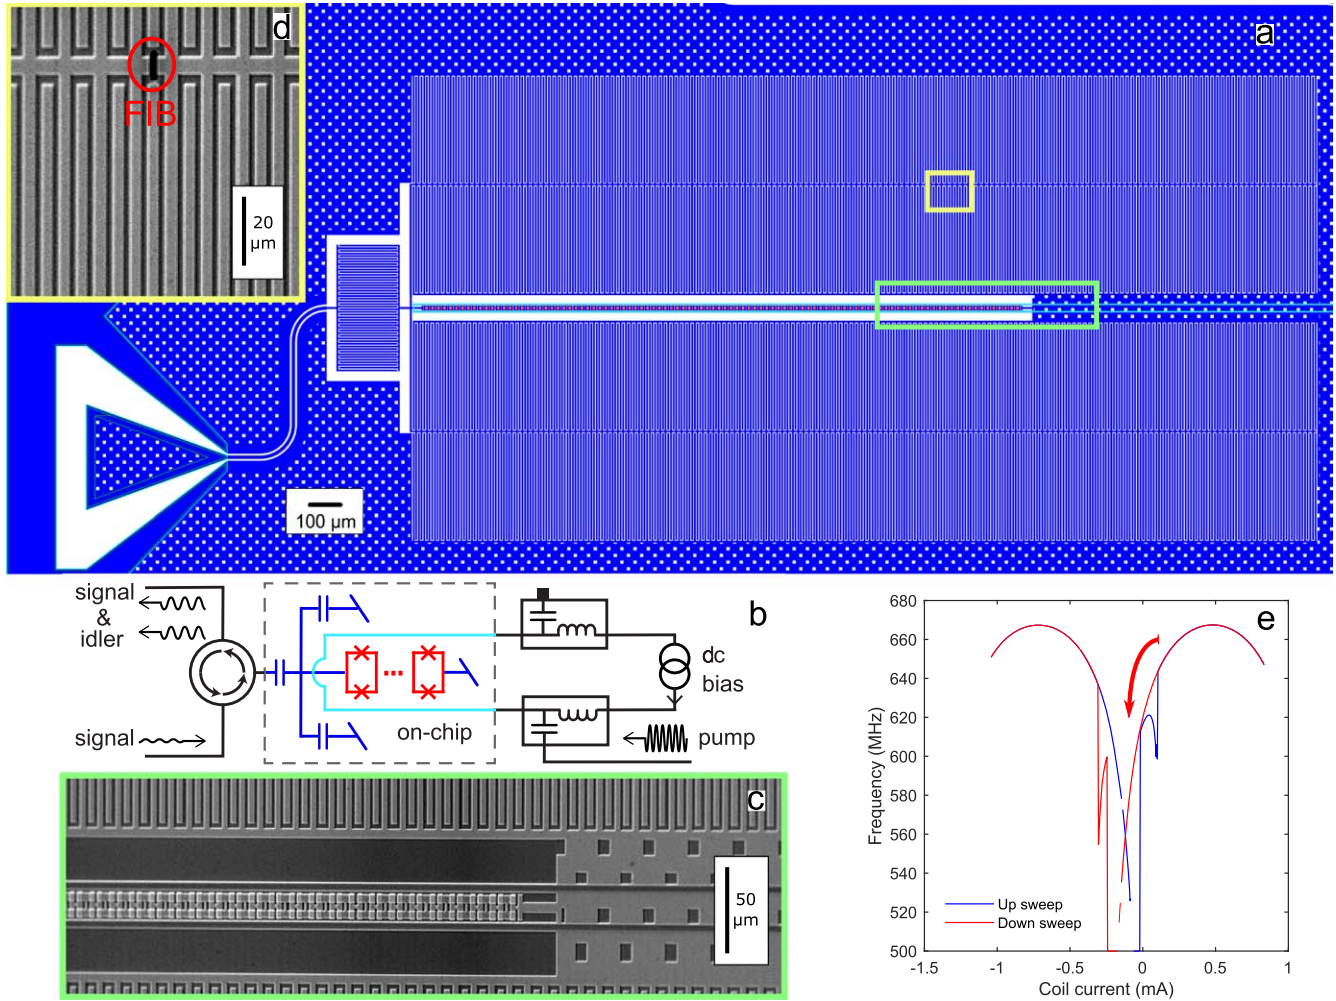 d
FIB
20
µm
a
100 µm
signal
&
idler
signal
on-chip
b
dc
bias
pump
c
50
µm
e
680
660
640
620
600
580
560
540
520
500
Frequency (MHz)
Up sweep
Down sweep
-1.5
-1
-0.5
0
0.5
1
Coil current (mA)